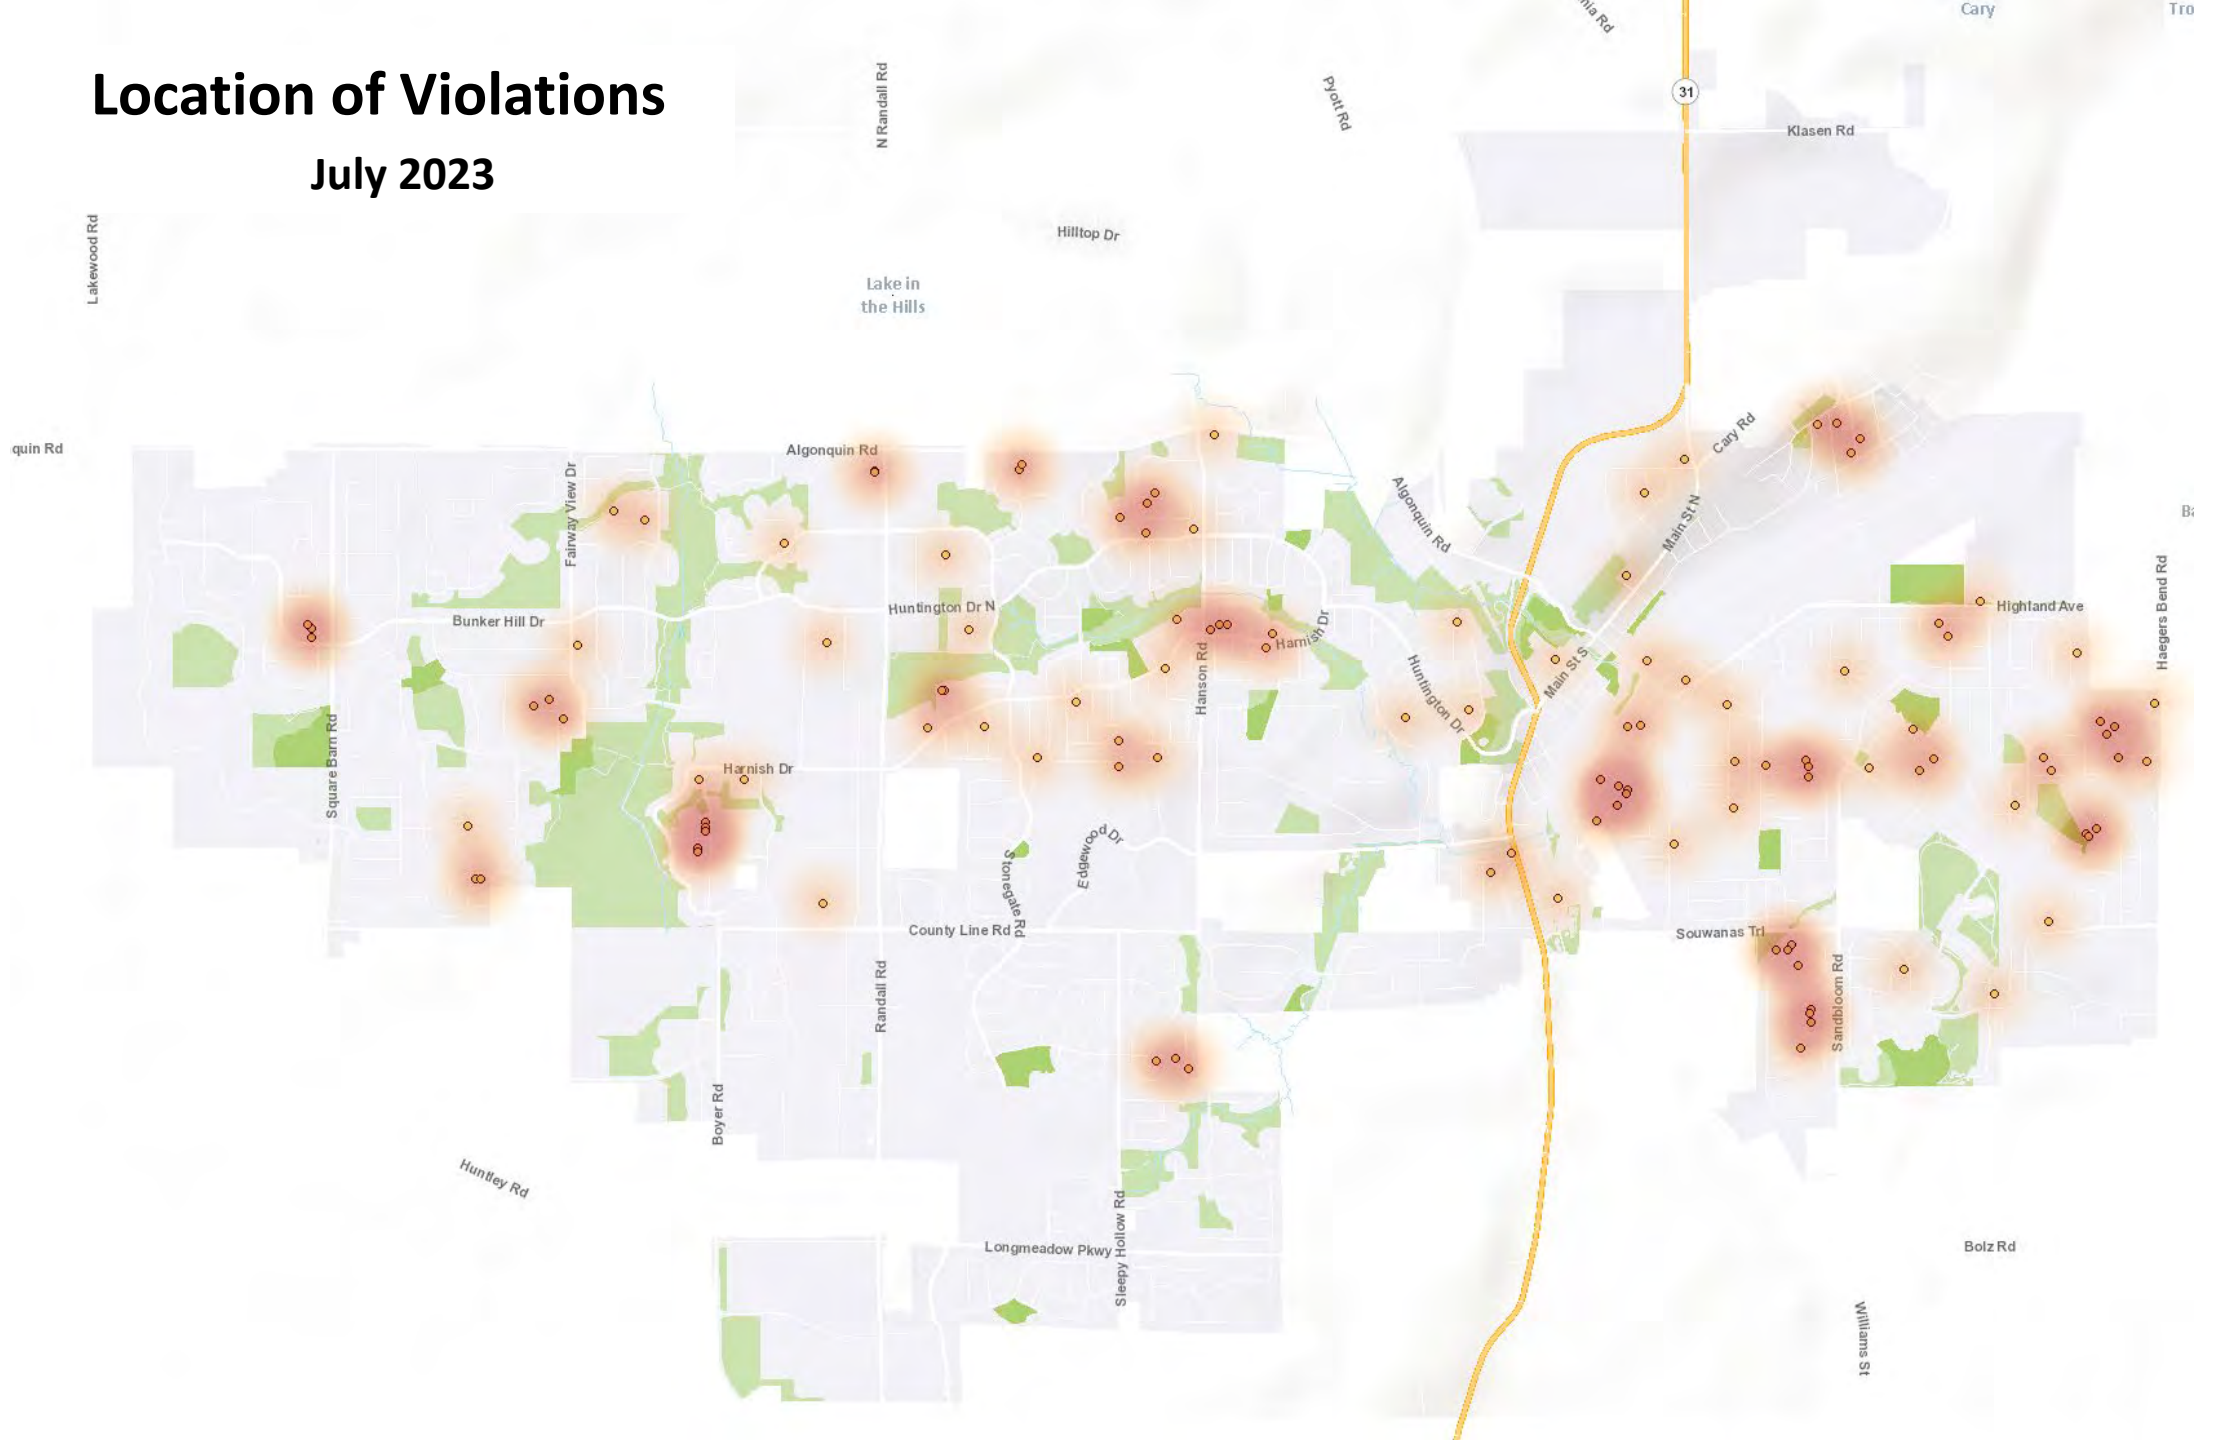 Location of Violations
July 2023
nia Rd
Cary
Tro
N Randall Rd
Pyott Rd
31
Klasen Rd
Lakewood Rd
Hilltop Dr
Lake in
the Hills
quin Rd
Algonquin Rd
Fairway View Dr
Algonquin Rd
Cary Rd
Main St N
Ba
Bunker Hill Dr
Huntington Dr N
Harnish Dr
Hanson Rd
Huntington Dr
Main St S
Highland Ave
Haegers Bend Rd
Square Barn Rd
Harnish Dr
Stonegate Rd
Edgewood Dr
County Line Rd
Souwanas Trl
Randall Rd
Sandbloom Rd
Boyer Rd
Huntley Rd
Sleepy Hollow Rd
Longmeadow Pkwy
Bolz Rd
Williams St